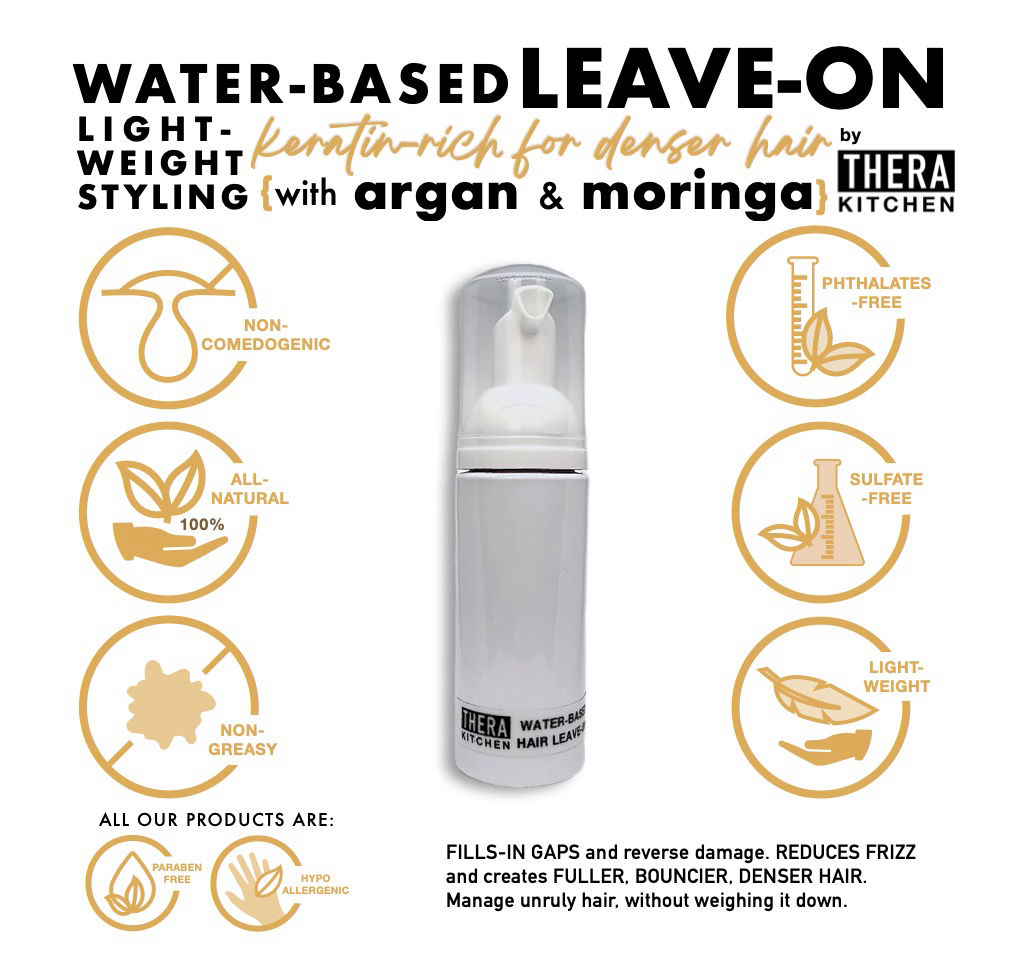 WATER-BASED LEAVE-ON
LIGHT-
WEIGHT
STYLING
keratin-rich for denser hair
{with argan & moringa}
by
THERA
KITCHEN
NON-
COMEDOGENIC
PHTHALATES
-FREE
ALL-
NATURAL
100%
SULFATE
-FREE
NON-
GREASY
LIGHT-
WEIGHT
THERA
KITCHEN
WATER-BASE
HAIR LEAVE-
ALL OUR PRODUCTS ARE:
PARABEN
FREE
HYPO
ALLERGENIC
FILLS-IN GAPS and reverse damage. REDUCES FRIZZ
and creates FULLER, BOUNCIER, DENSER HAIR.
Manage unruly hair, without weighing it down.